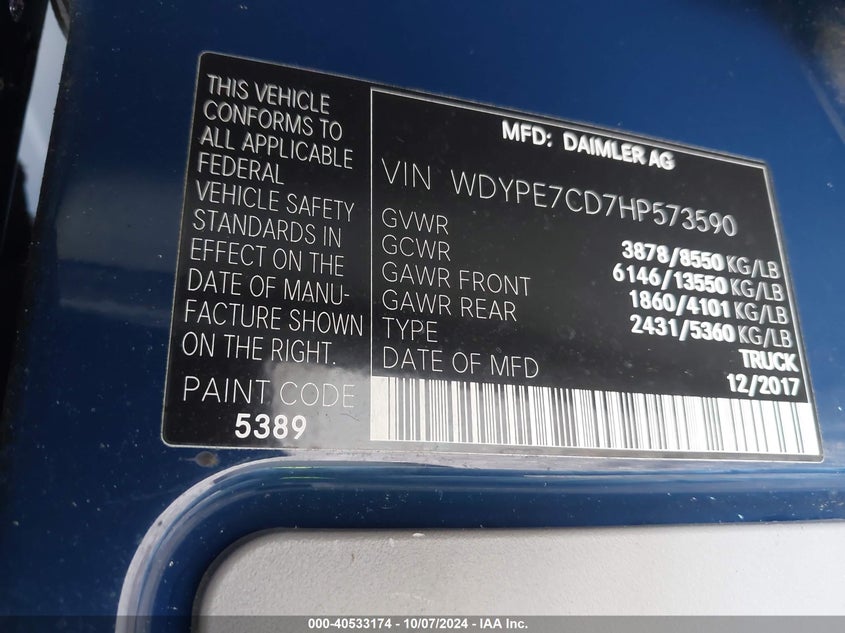 THIS VEHICLE
CONFORMS TO
ALL APPLICABLE
FEDERAL
VEHICLE SAFETY
STANDARDS IN
EFFECT ON THE
DATE OF MANU-
FACTURE SHOWN
ON THE RIGHT.
PAINT CODE
5389
MFD: DAIMLER AG
VIN WDYPE7CD7HP573590
GVWR 3878/8550 KG/LB
GCWR 6146/13550 KG/LB
GAWR FRONT 1860/4101 KG/LB
GAWR REAR 2431/5360 KG/LB
TYPE TRUCK
DATE OF MFD 12/2017
000-40533174 - 10/07/2024 - IAA Inc.